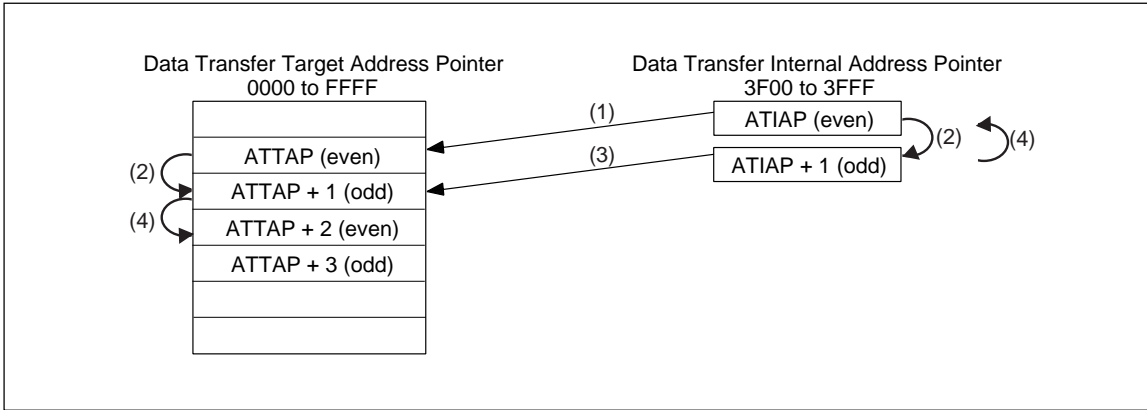 Data Transfer Target Address Pointer
0000 to FFFF
Data Transfer Internal Address Pointer
3F00 to 3FFF
(1)
ATIAP (even)
(2)
(4)
ATTAP (even)
(3)
ATIAP + 1 (odd)
(2)
ATTAP + 1 (odd)
(4)
ATTAP + 2 (even)
ATTAP + 3 (odd)